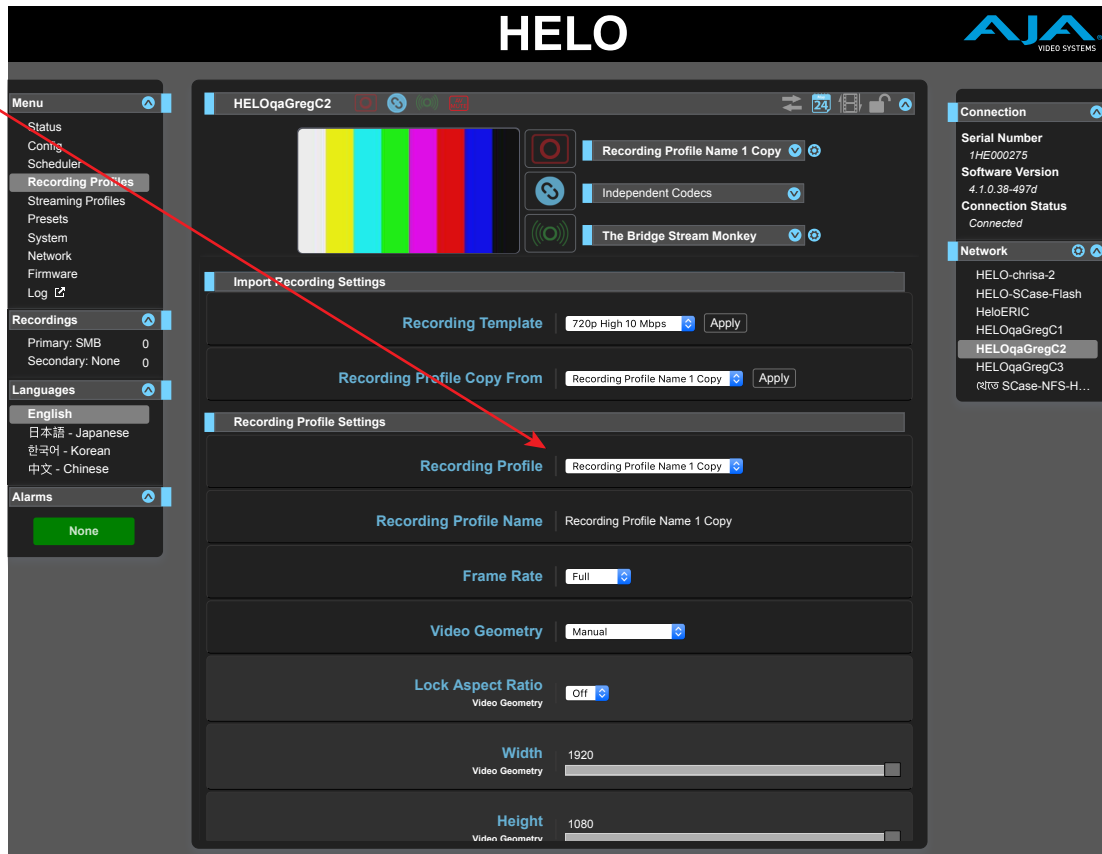 HELO
AJA
VIDEO SYSTEMS
Menu
Status
Config
Scheduler
Recording Profiles
Streaming Profiles
Presets
System
Network
Firmware
Log
Recordings
Primary: SMB 0
Secondary: None 0
Languages
English
日本語 - Japanese
한국어 - Korean
中文 - Chinese
Alarms
None
HELOqaGregC2
24
Recording Profile Name 1 Copy
Independent Codecs
The Bridge Stream Monkey
Import Recording Settings
Recording Template 720p High 10 Mbps Apply
Recording Profile Copy From Recording Profile Name 1 Copy Apply
Recording Profile Settings
Recording Profile Recording Profile Name 1 Copy
Recording Profile Name Recording Profile Name 1 Copy
Frame Rate Full
Video Geometry Manual
Lock Aspect Ratio Off
Video Geometry
Width 1920
Video Geometry
Height 1080
Video Geometry
Connection
Serial Number
1HE000275
Software Version
4.1.0.38-497d
Connection Status
Connected
Network
HELO-chrisa-2
HELO-SCase-Flash
HeloERIC
HELOqaGregC1
HELOqaGregC2
HELOqaGregC3
খেতে SCase-NFS-H...